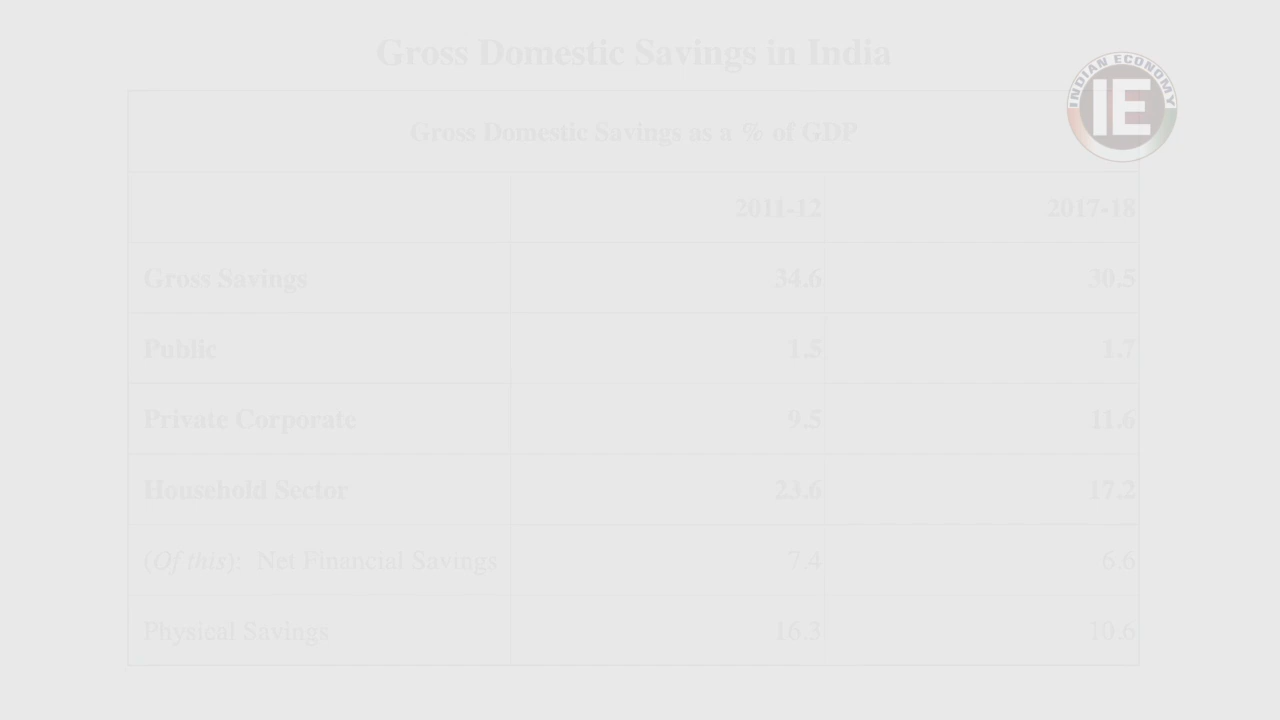 Gross Domestic Savings in India
INDIAN ECONOMY
IE
Gross Domestic Savings as a % of GDP
2011-12 2017-18
Gross Savings 34.6 30.5
Public 1.5 1.7
Private Corporate 9.5 11.6
Household Sector 23.6 17.2
(Of this): Net Financial Savings 7.4 6.6
Physical Savings 16.3 10.6